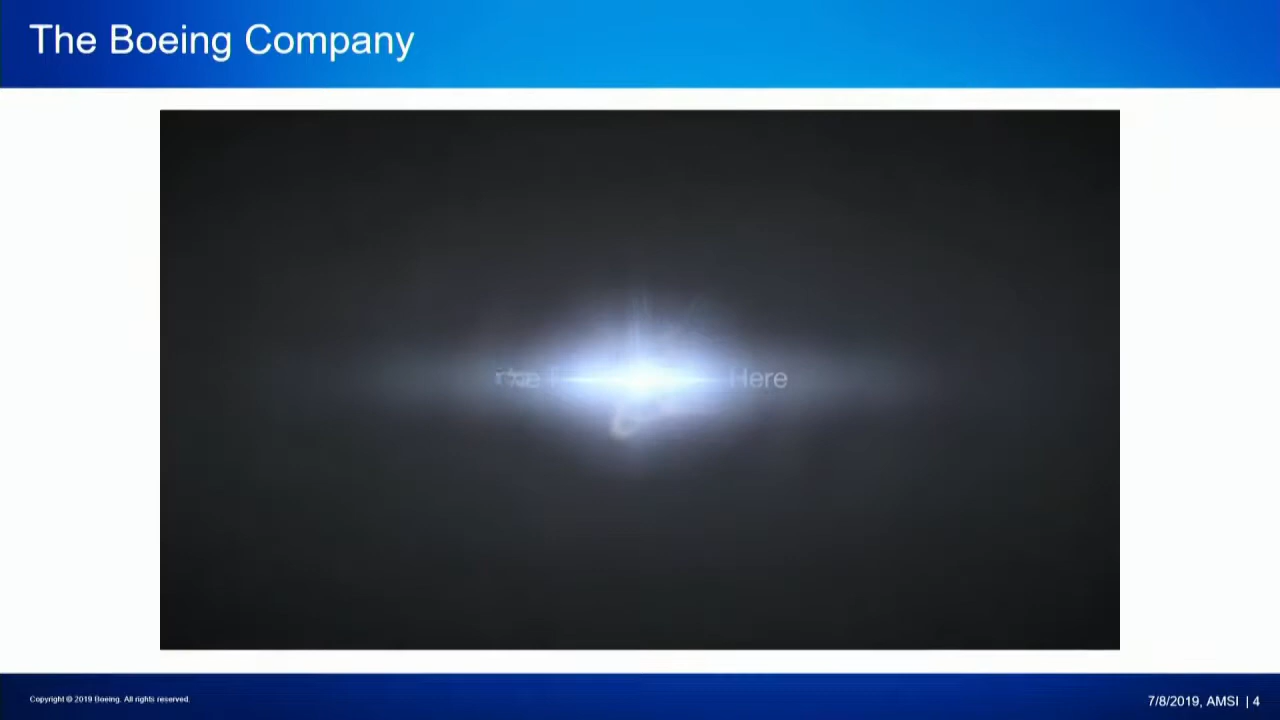 The Boeing Company
Here
Copyright © 2019 Boeing. All rights reserved.
7/8/2019, AMSI | 4